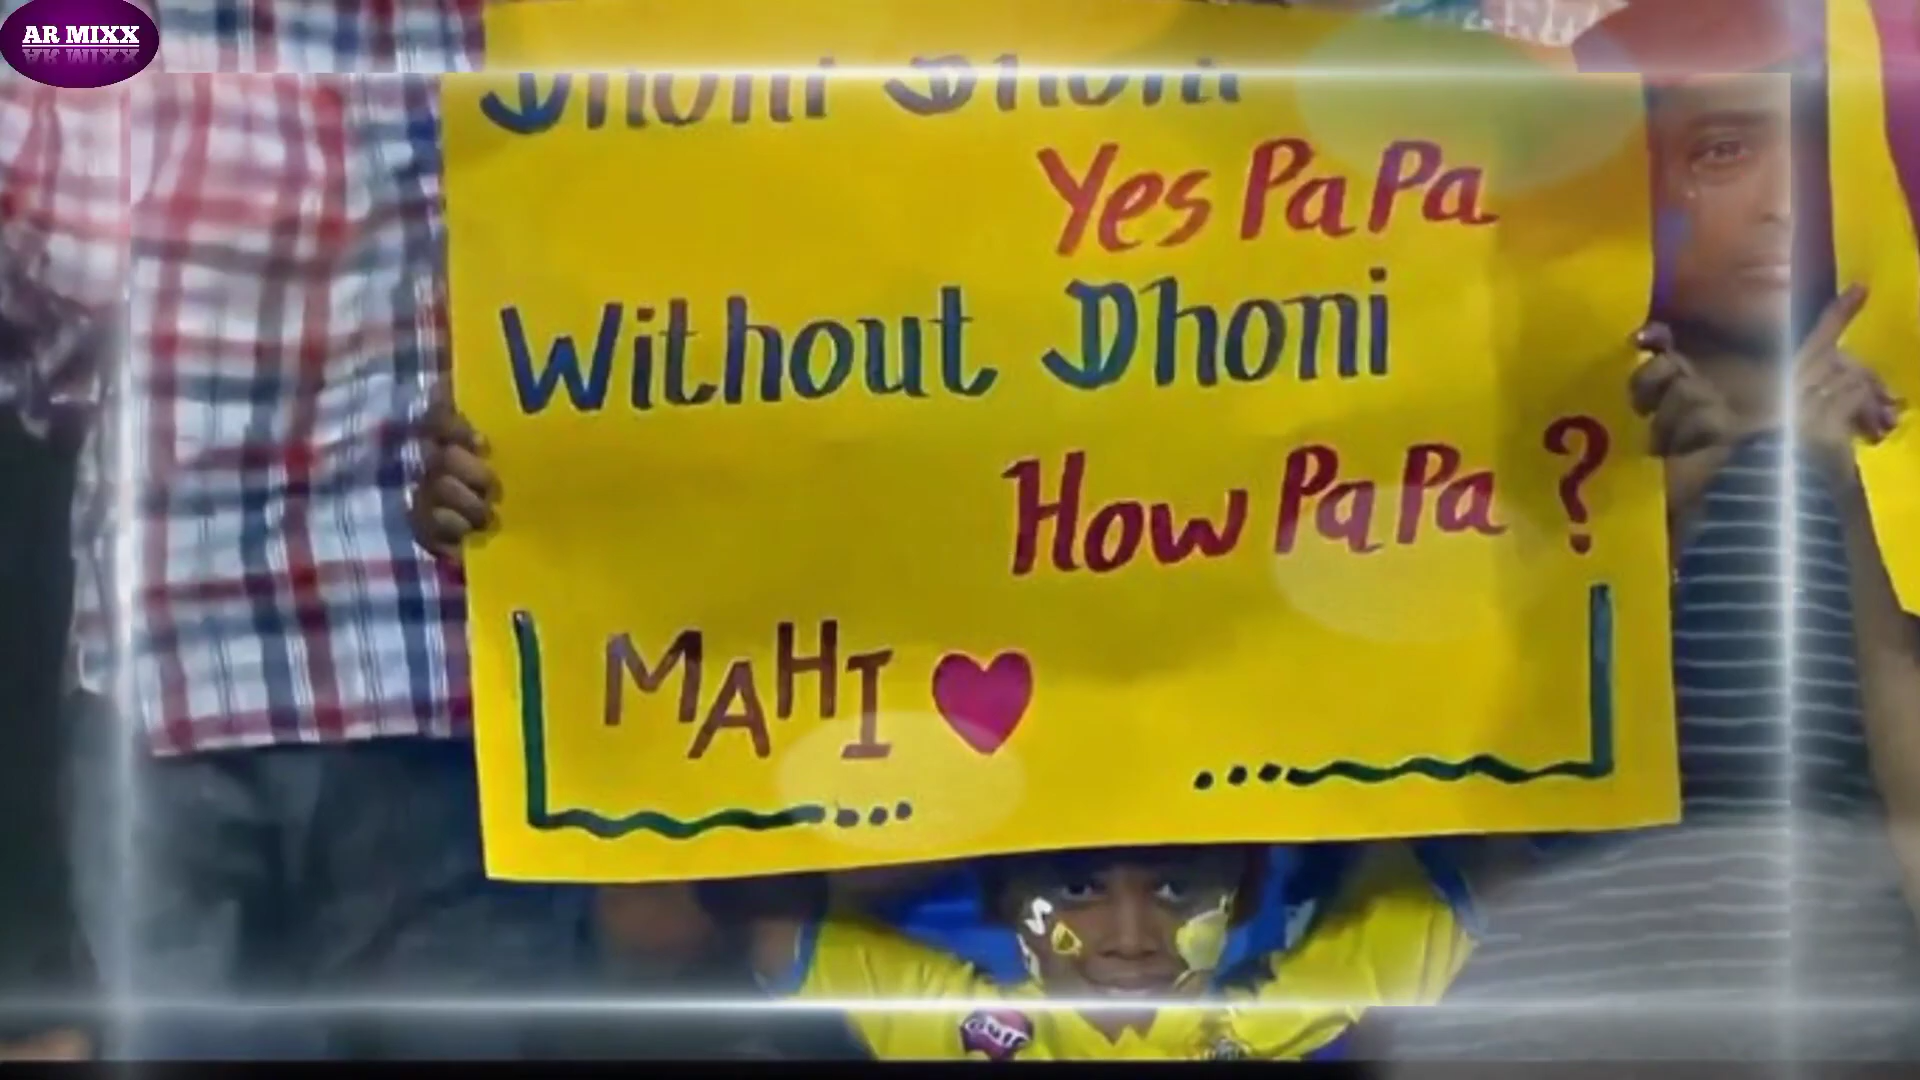 AR MIXX
Dhoni Dhoni
Yes PaPa
Without Dhoni
How PaPa ?
MAHI